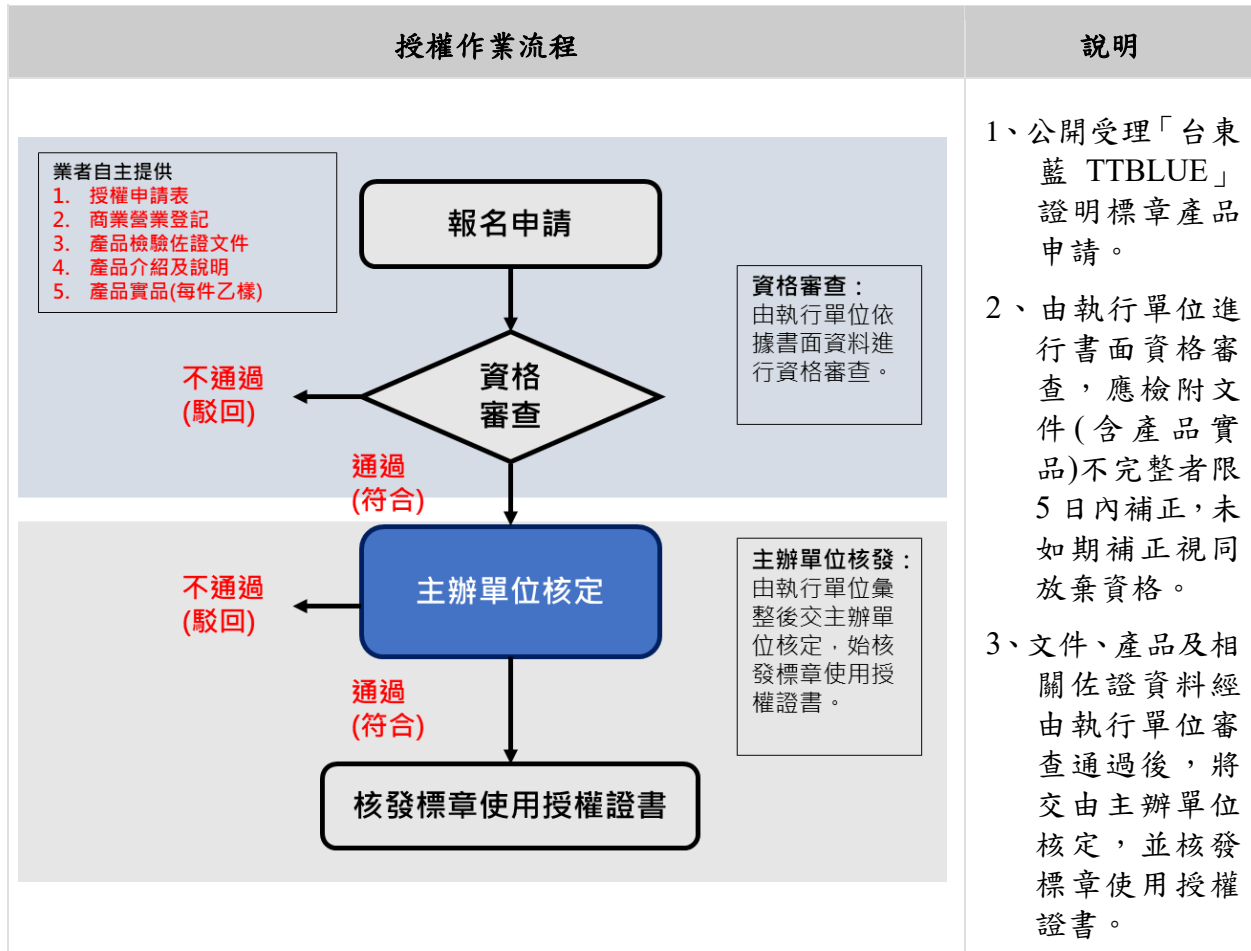 授權作業流程
說明
業者自主提供
1. 授權申請表
2. 商業營業登記
3. 產品檢驗佐證文件
4. 產品介紹及說明
5. 產品實品(每件乙樣)
報名申請
資格審查：
由執行單位依
據書面資料進
行資格審查。
資格
審查
不通過
(駁回)
通過
(符合)
主辦單位核定
不通過
(駁回)
主辦單位核發：
由執行單位彙
整後交主辦單
位核定，始核
發標章使用授
權證書。
通過
(符合)
核發標章使用授權證書
1、公開受理「台東
藍 TTBLUE」
證明標章產品
申請。
2、由執行單位進
行書面資格審
查，應檢附文
件(含產品實
品)不完整者限
5 日內補正，未
如期補正視同
放棄資格。
3、文件、產品及相
關佐證資料經
由執行單位審
查通過後，將
交由主辦單位
核定，並核發
標章使用授權
證書。